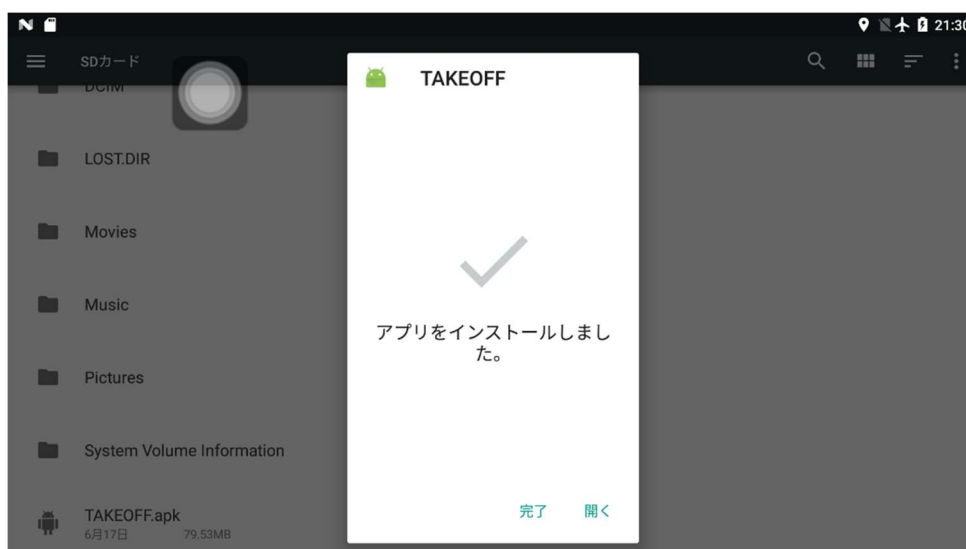 21:30
SDカード
DCIM
LOST.DIR
Movies
Music
Pictures
System Volume Information
TAKEOFF.apk
6月17日 79.53MB
TAKEOFF
アプリをインストールしまし
た。
完了 開く